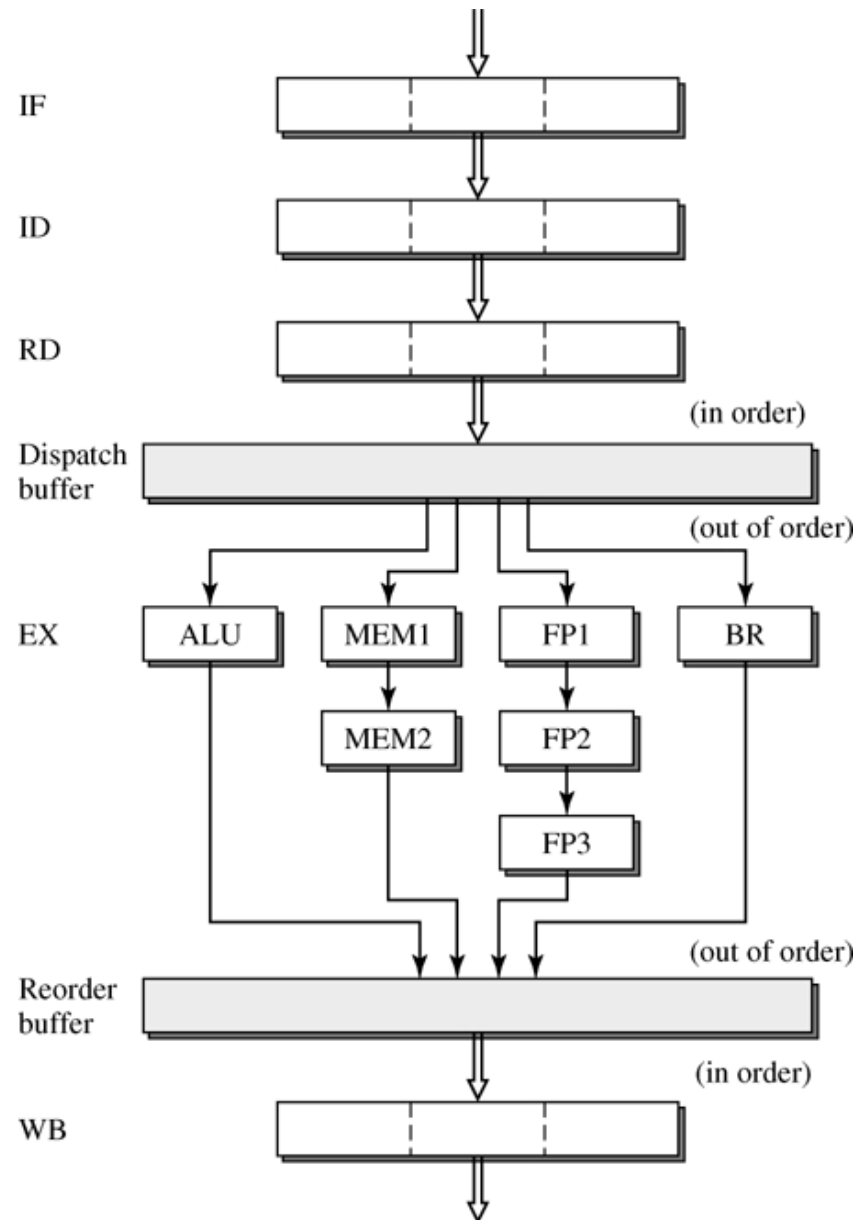 IF
ID
RD
(in order)
Dispatch
buffer
(out of order)
EX
ALU
MEM1
FP1
BR
MEM2
FP2
FP3
(out of order)
Reorder
buffer
(in order)
WB